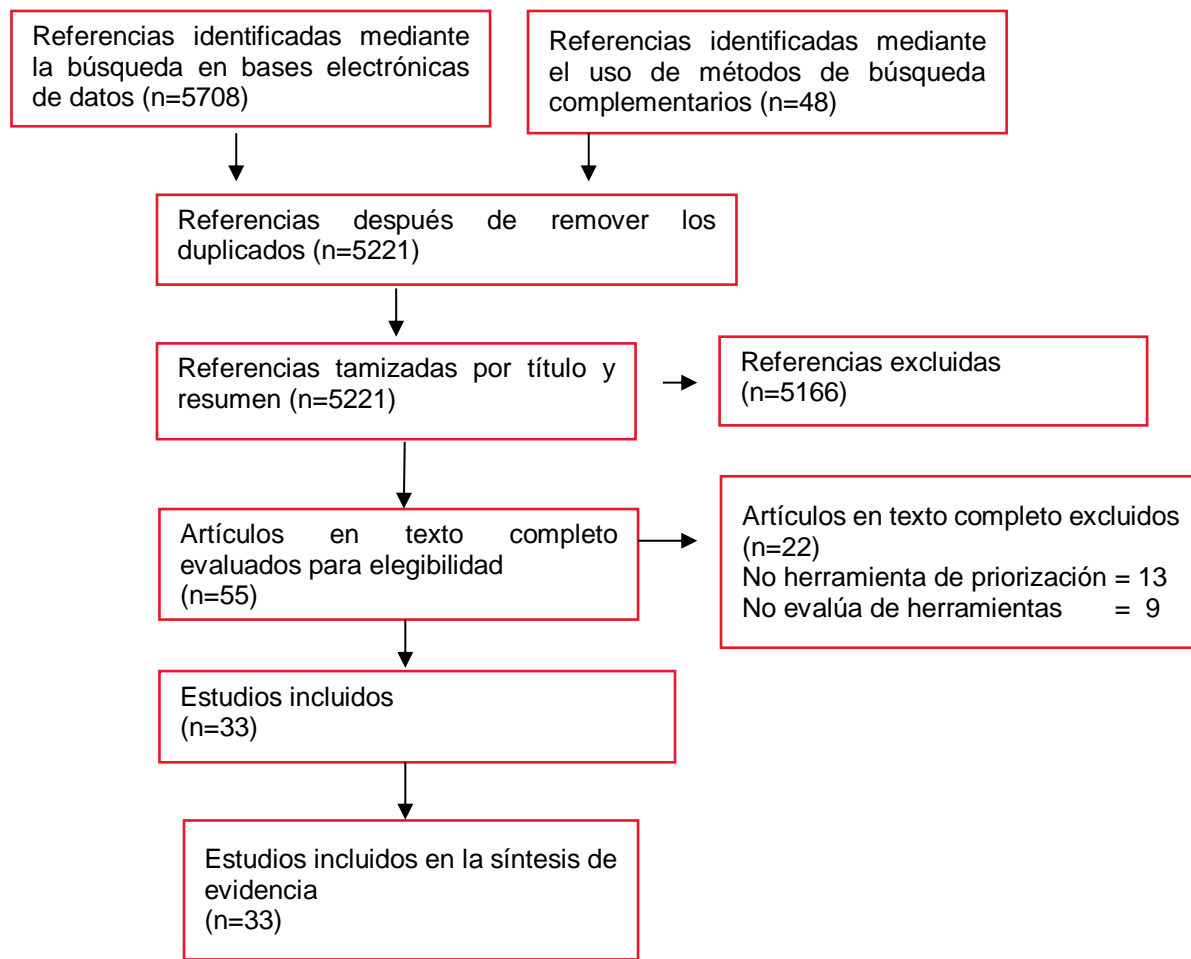 Referencias identificadas mediante
la búsqueda en bases electrónicas
de datos (n=5708)
Referencias identificadas mediante
el uso de métodos de búsqueda
complementarios (n=48)
Referencias después de remover los
duplicados (n=5221)
Referencias tamizadas por título y
resumen (n=5221)
Referencias excluidas
(n=5166)
Artículos en texto completo
evaluados para elegibilidad
(n=55)
Artículos en texto completo excluidos
(n=22)
No herramienta de priorización = 13
No evalúa de herramientas = 9
Estudios incluidos
(n=33)
Estudios incluidos en la síntesis de
evidencia
(n=33)